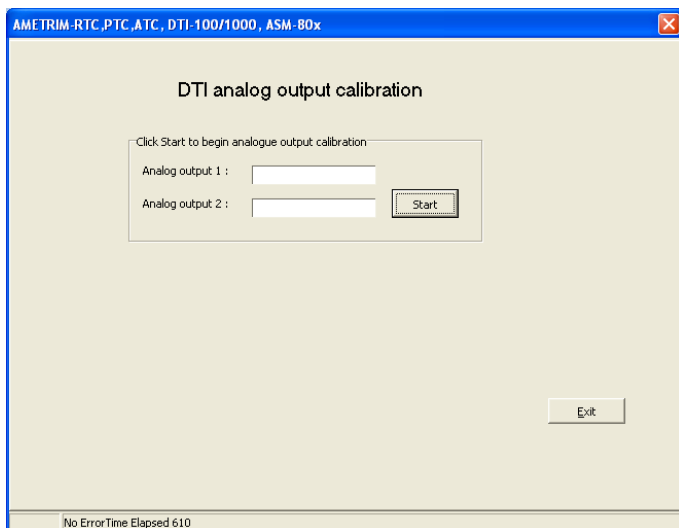 AMETRIM-RTC,PTC,ATC, DTI-100/1000, ASM-80x
DTI analog output calibration
Click Start to begin analogue output calibration
Analog output 1 :
Analog output 2 :
Start
Exit
No ErrorTime Elapsed 610